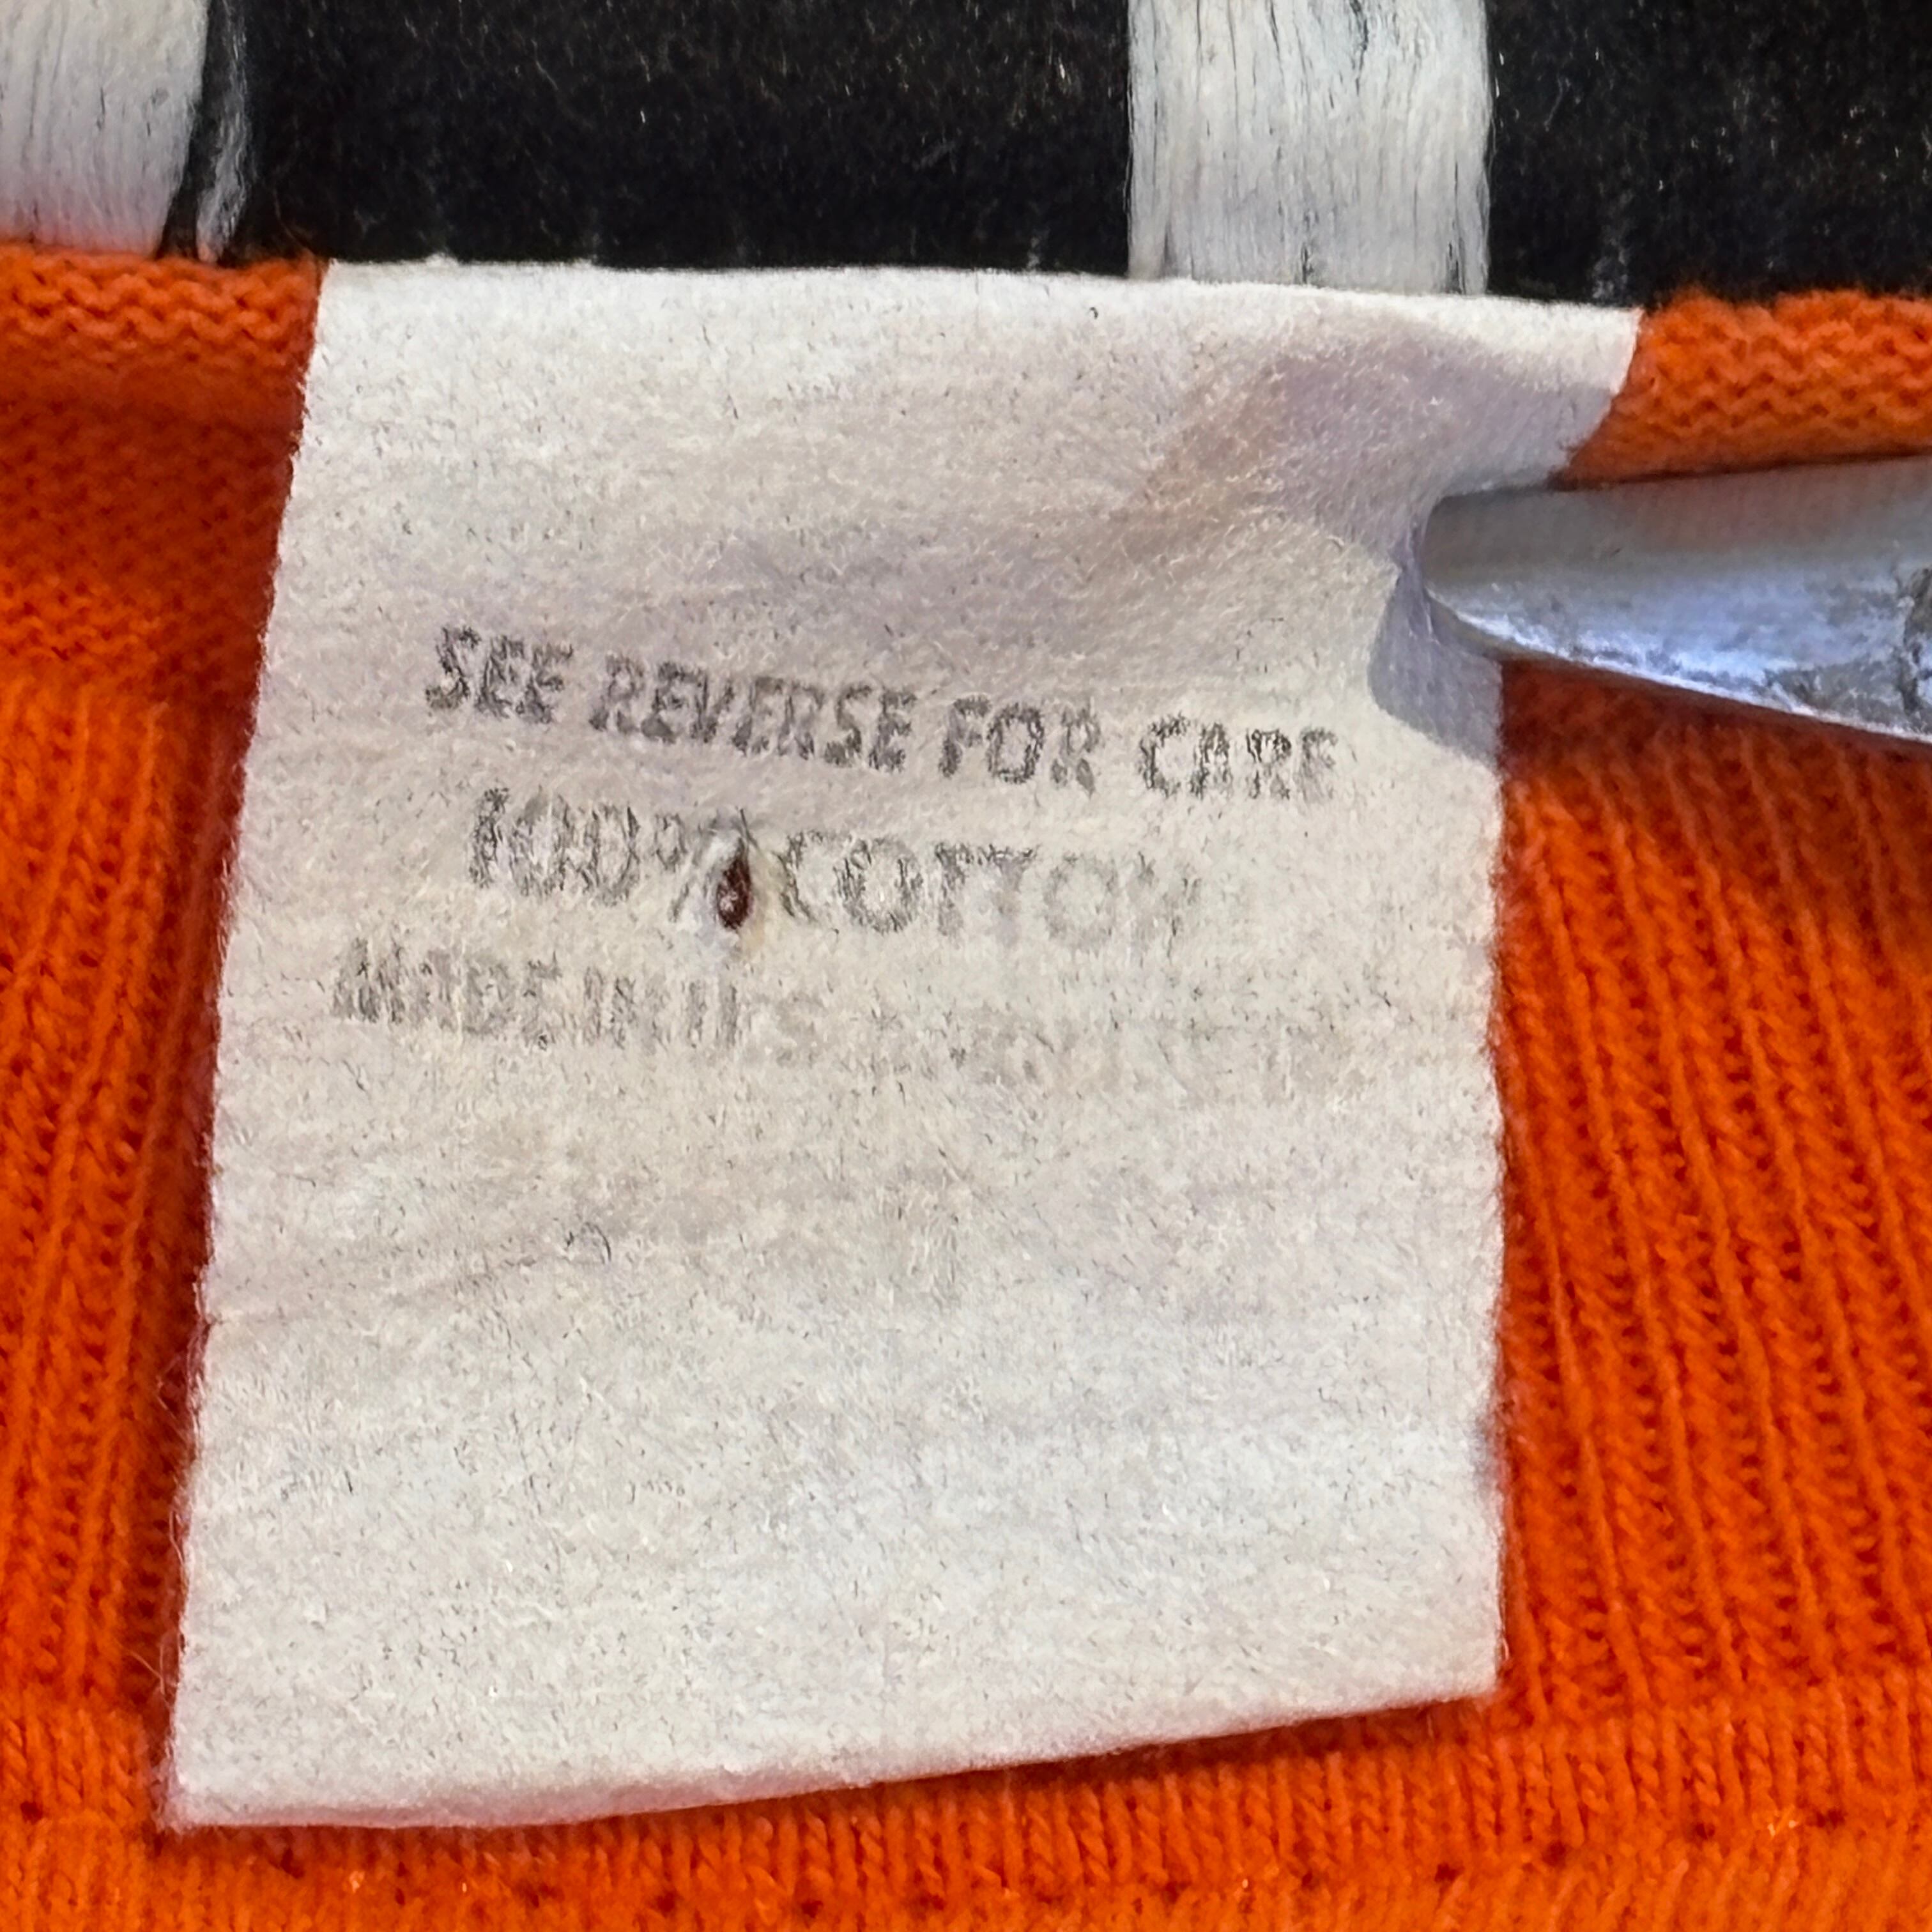 SEE REVERSE FOR CARE
100% COTTON
MADE IN U.S.